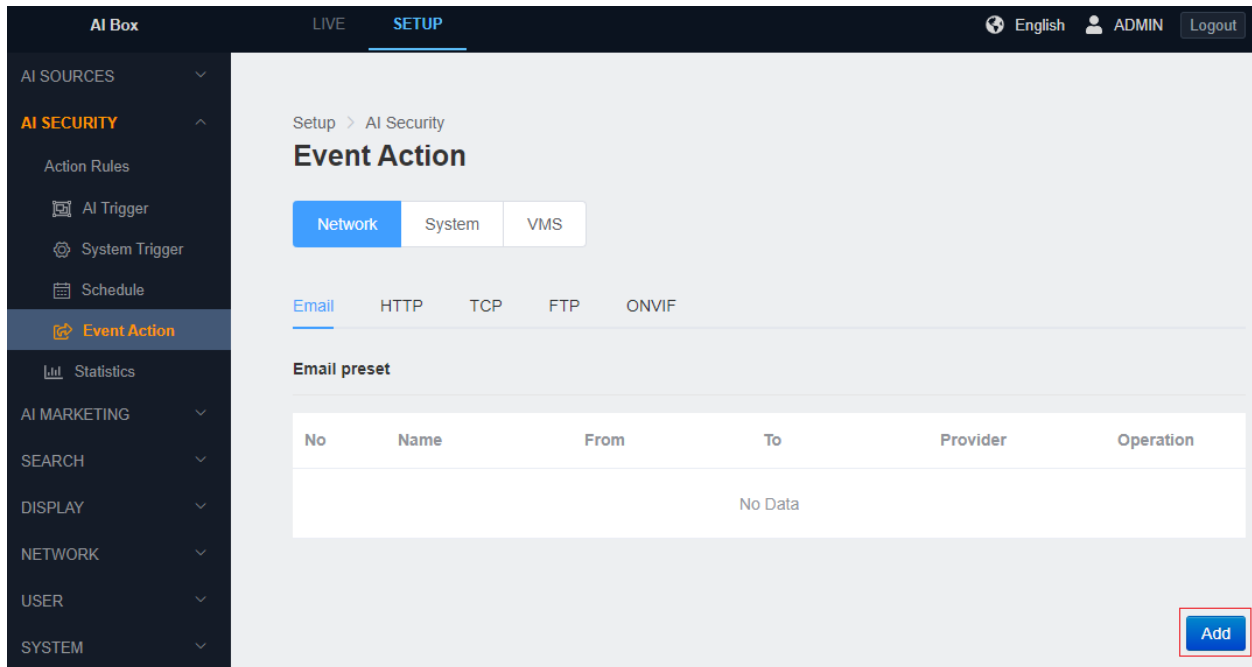 AI Box
LIVE SETUP
English ADMIN Logout
AI SOURCES
AI SECURITY
Action Rules
AI Trigger
System Trigger
Schedule
Event Action
Statistics
AI MARKETING
SEARCH
DISPLAY
NETWORK
USER
SYSTEM
Setup > AI Security
Event Action
Network System VMS
Email HTTP TCP FTP ONVIF
Email preset
No Name From To Provider Operation
No Data
Add